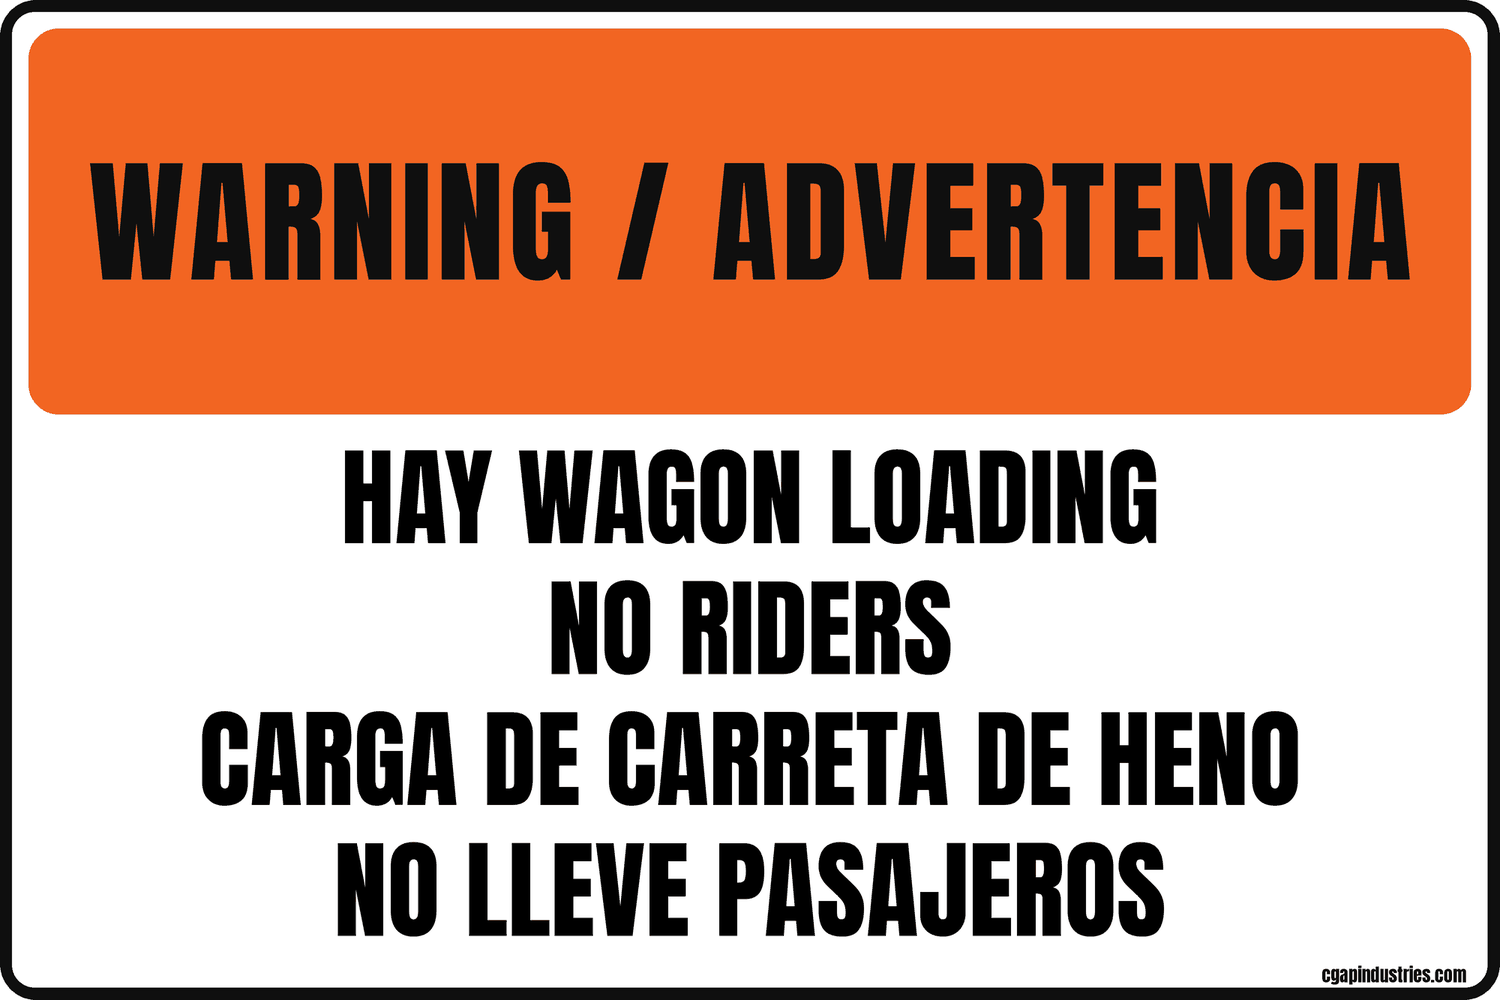 WARNING / ADVERTENCIA
HAY WAGON LOADING
NO RIDERS
CARGA DE CARRETA DE HENO
NO LLEVE PASAJEROS
cgapindustries.com